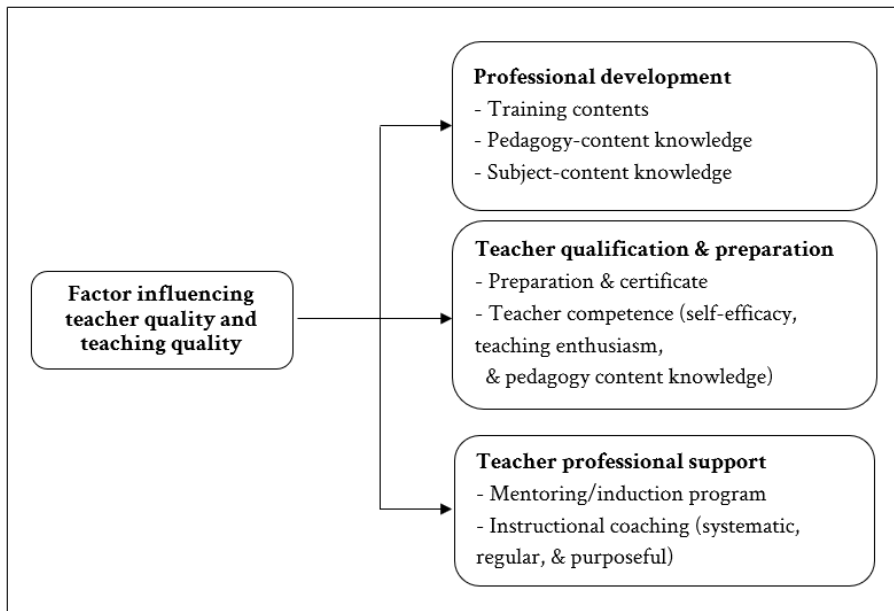 Professional development
- Training contents
- Pedagogy-content knowledge
- Subject-content knowledge
Factor influencing
teacher quality and
teaching quality
Teacher qualification & preparation
- Preparation & certificate
- Teacher competence (self-efficacy,
teaching enthusiasm,
& pedagogy content knowledge)
Teacher professional support
- Mentoring/induction program
- Instructional coaching (systematic,
regular, & purposeful)